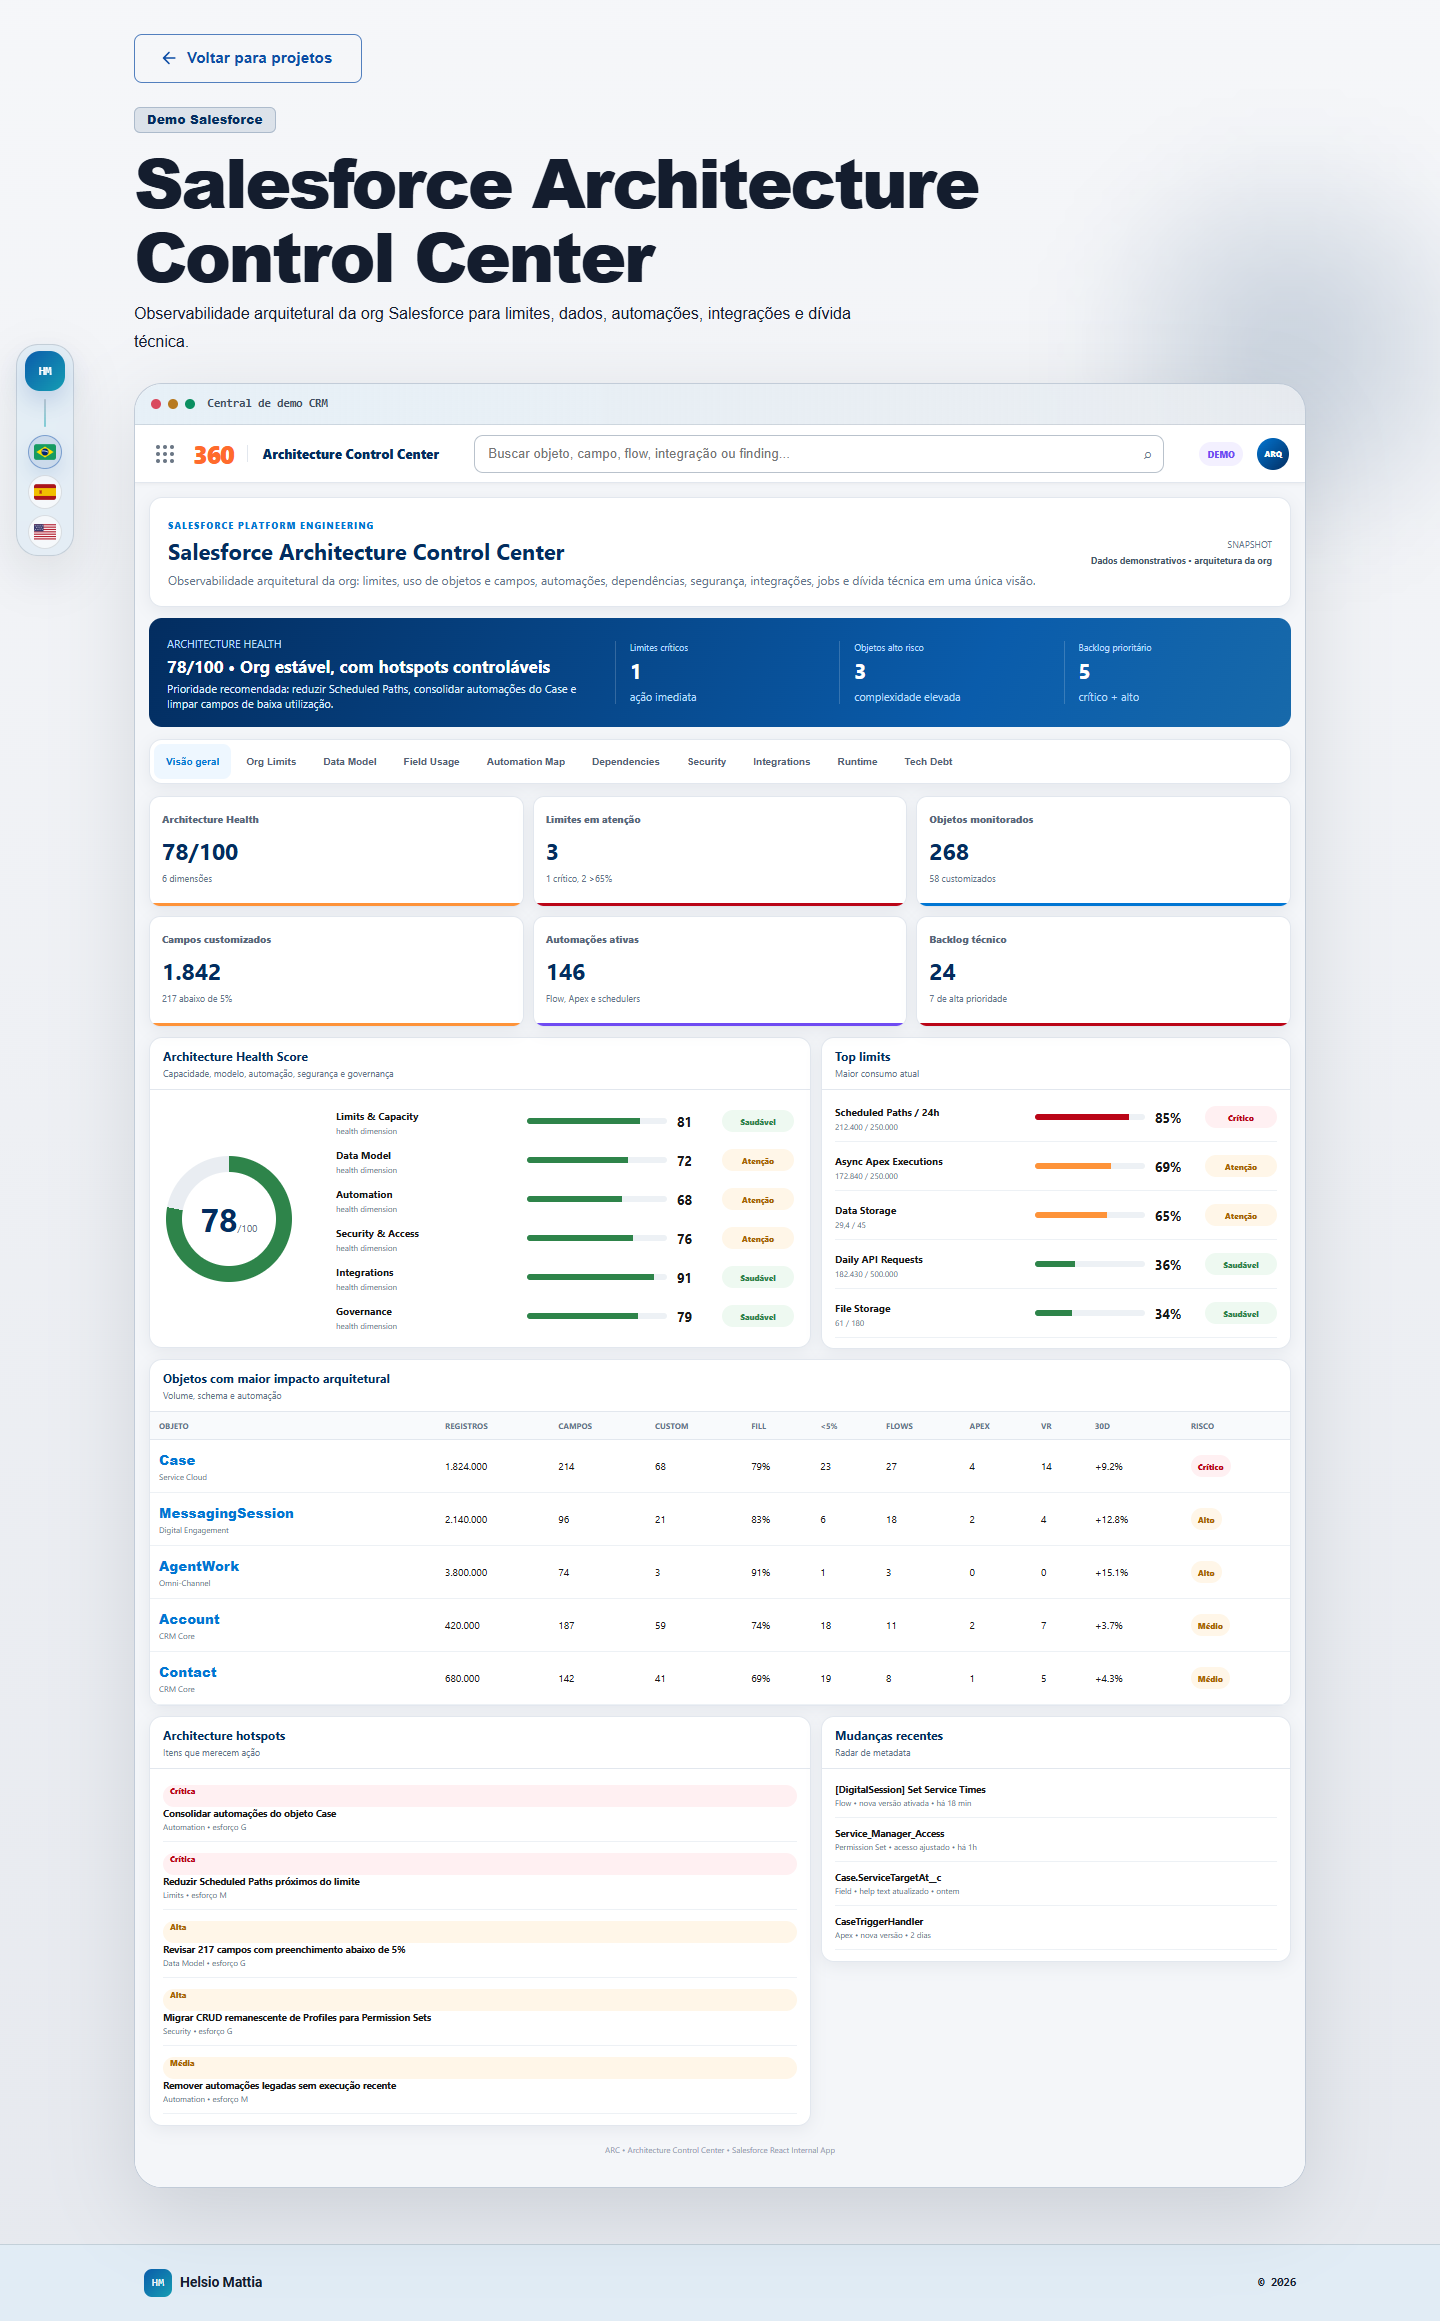 Voltar para projetos
Demo Salesforce
Salesforce Architecture
Control Center
Observabilidade arquitetural da org Salesforce para limites, dados, automações, integrações e dívida
técnica.
HM
Central de demo CRM
360
Architecture Control Center
Buscar objeto, campo, flow, integração ou finding...
DEMO
ARQ
SALESFORCE PLATFORM ENGINEERING
Salesforce Architecture Control Center
Observabilidade arquitetural da org: limites, uso de objetos e campos, automações, dependências, segurança, integrações, jobs e dívida técnica em uma única visão.
SNAPSHOT
Dados demonstrativos • arquitetura da org
ARCHITECTURE HEALTH
78/100 • Org estável, com hotspots controláveis
Prioridade recomendada: reduzir Scheduled Paths, consolidar automações do Case e
limpar campos de baixa utilização.
Limites críticos
1
ação imediata
Objetos alto risco
3
complexidade elevada
Backlog prioritário
5
crítico + alto
Visão geral Org Limits Data Model Field Usage Automation Map Dependencies Security Integrations Runtime Tech Debt
Architecture Health
78/100
6 dimensões
Limites em atenção
3
1 crítico, 2 >65%
Objetos monitorados
268
58 customizados
Campos customizados
1.842
217 abaixo de 5%
Automações ativas
146
Flow, Apex e schedulers
Backlog técnico
24
7 de alta prioridade
Architecture Health Score
Capacidade, modelo, automação, segurança e governança
78/100
Limits & Capacity
health dimension
81
Saudável
Data Model
health dimension
72
Atenção
Automation
health dimension
68
Atenção
Security & Access
health dimension
76
Atenção
Integrations
health dimension
91
Saudável
Governance
health dimension
79
Saudável
Top limits
Maior consumo atual
Scheduled Paths / 24h
212.400 / 250.000
85%
Crítico
Async Apex Executions
172.840 / 250.000
69%
Atenção
Data Storage
29,4 / 45
65%
Atenção
Daily API Requests
182.430 / 500.000
36%
Saudável
File Storage
61 / 180
34%
Saudável
Objetos com maior impacto arquitetural
Volume, schema e automação
OBJETO REGISTROS CAMPOS CUSTOM FILL <5% FLOWS APEX VR 30D RISCO
Case
Service Cloud
1.824.000 214 68 79% 23 27 4 14 +9.2% Crítico
MessagingSession
Digital Engagement
2.140.000 96 21 83% 6 18 2 4 +12.8% Alto
AgentWork
Omni-Channel
3.800.000 74 3 91% 1 3 0 0 +15.1% Alto
Account
CRM Core
420.000 187 59 74% 18 11 2 7 +3.7% Médio
Contact
CRM Core
680.000 142 41 69% 19 8 1 5 +4.3% Médio
Architecture hotspots
Itens que merecem ação
Crítica
Consolidar automações do objeto Case
Automation • esforço G
Crítica
Reduzir Scheduled Paths próximos do limite
Limits • esforço M
Alta
Revisar 217 campos com preenchimento abaixo de 5%
Data Model • esforço G
Alta
Migrar CRUD remanescente de Profiles para Permission Sets
Security • esforço G
Média
Remover automações legadas sem execução recente
Automation • esforço M
Mudanças recentes
Radar de metadata
[DigitalSession] Set Service Times
Flow • nova versão ativada • há 18 min
Service_Manager_Access
Permission Set • acesso ajustado • há 1h
Case.ServiceTargetAt__c
Field • help text atualizado • ontem
CaseTriggerHandler
Apex • nova versão • 2 dias
ARC • Architecture Control Center • Salesforce React Internal App
HM
Helsio Mattia
© 2026